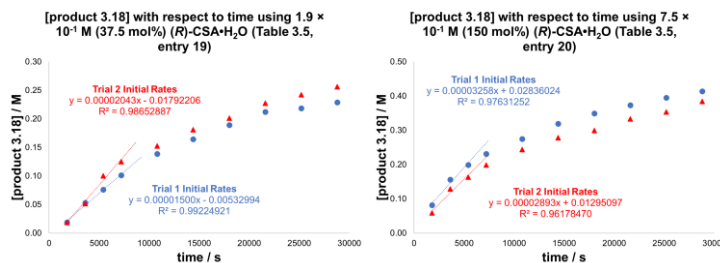 [product 3.18] with respect to time using 1.9 ×
10⁻¹ M (37.5 mol%) (R)-CSA•H₂O (Table 3.5,
entry 19)
[product 3.18] / M
0.30
0.25
0.20
0.15
0.10
0.05
0.00
Trial 2 Initial Rates
y = 0.00002043x - 0.01792206
R² = 0.98652887
Trial 1 Initial Rates
y = 0.00001500x - 0.00532994
R² = 0.99224921
0 5000 10000 15000 20000 25000 30000
time / s
[product 3.18] with respect to time using 7.5 ×
10⁻¹ M (150 mol%) (R)-CSA•H₂O (Table 3.5,
entry 20)
[product 3.18] / M
0.50
0.40
0.30
0.20
0.10
0.00
Trial 1 Initial Rates
y = 0.00003258x + 0.02836024
R² = 0.97631252
Trial 2 Initial Rates
y = 0.00002893x + 0.01295097
R² = 0.96178470
0 5000 10000 15000 20000 25000 30000
time / s